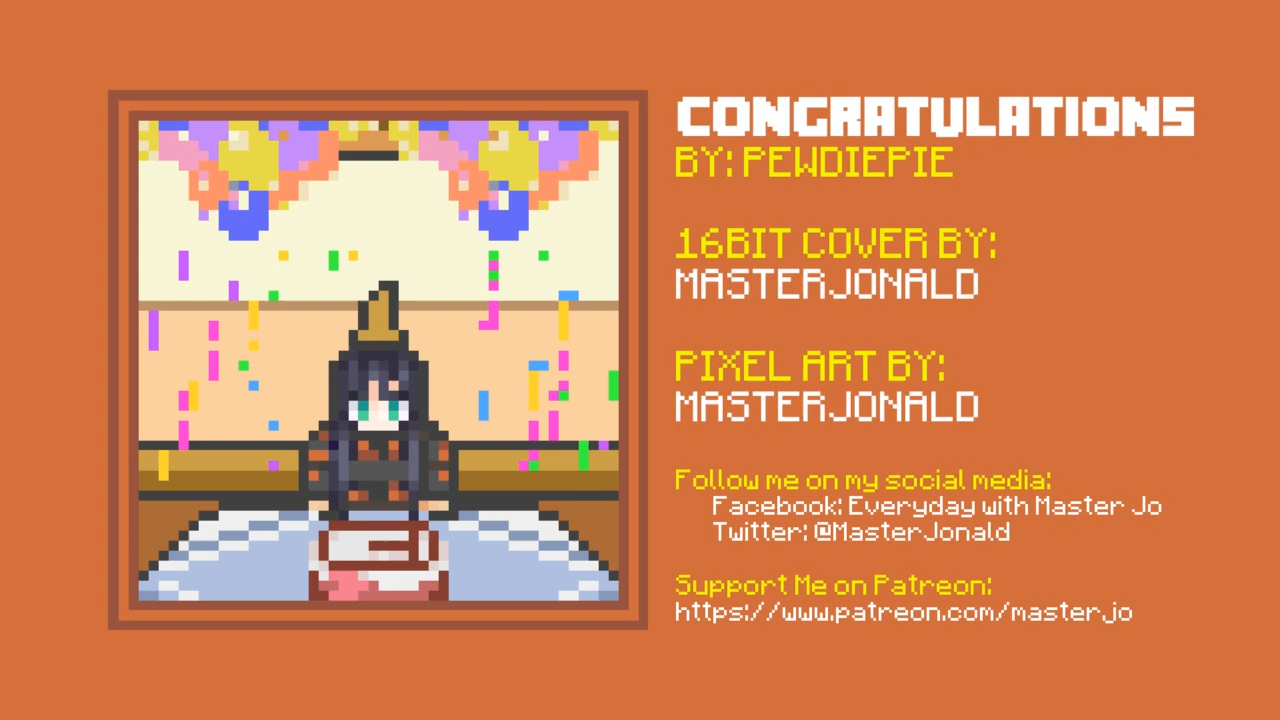 CONGRATULATIONS
BY: PEWDIEPIE
16BIT COVER BY:
MASTERJONALD
PIXEL ART BY:
MASTERJONALD
Follow me on my social media:
Facebook: Everyday with Master Jo
Twitter: @MasterJonald
Support Me on Patreon:
https://www.patreon.com/masterjo